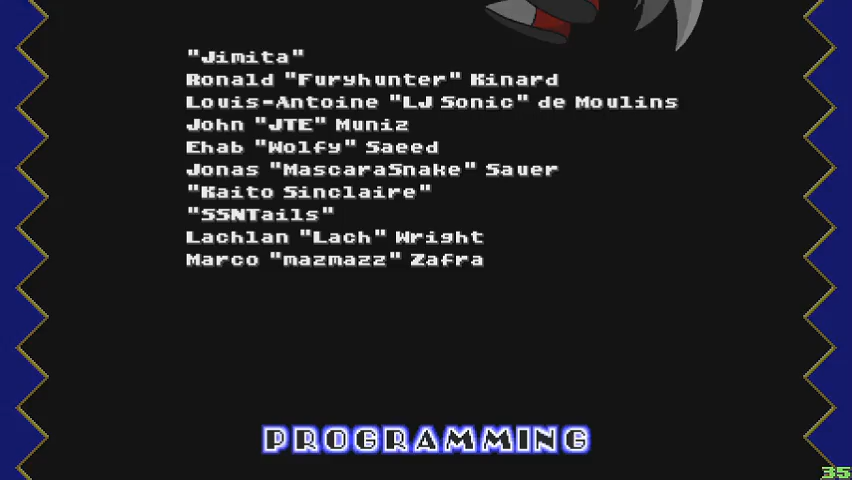 "Jimita"
Ronald "Furyhunter" Kinard
Louis-Antoine "LJ Sonic" de Moulins
John "JTE" Muniz
Ehab "Wolfy" Saeed
Jonas "MascaraSnake" Sauer
"Kaito Sinclaire"
"SSNTails"
Lachlan "Lach" Wright
Marco "mazmazz" Zafra
PROGRAMMING
35